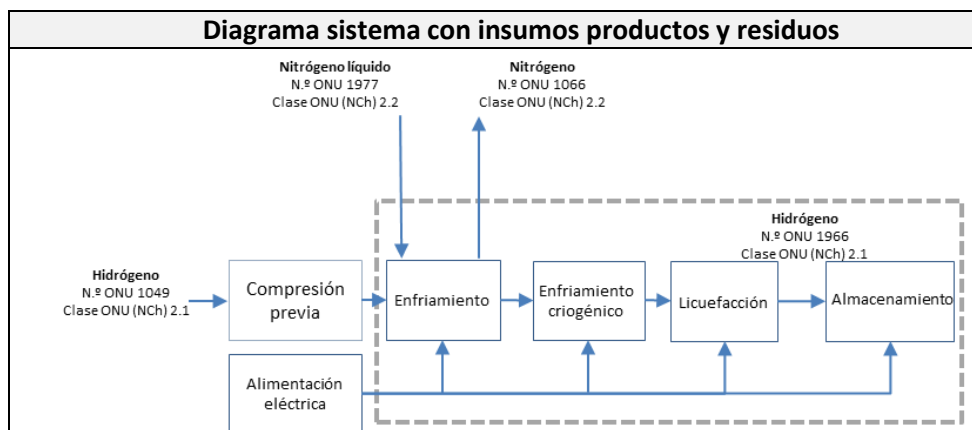 Diagrama sistema con insumos productos y residuos
Nitrógeno líquido
N.º ONU 1977
Clase ONU (NCh) 2.2
Nitrógeno
N.º ONU 1066
Clase ONU (NCh) 2.2
Hidrógeno
N.º ONU 1966
Clase ONU (NCh) 2.1
Hidrógeno
N.º ONU 1049
Clase ONU (NCh) 2.1
Compresión
previa
Enfriamiento
Enfriamiento
criogénico
Licuefacción
Almacenamiento
Alimentación
eléctrica